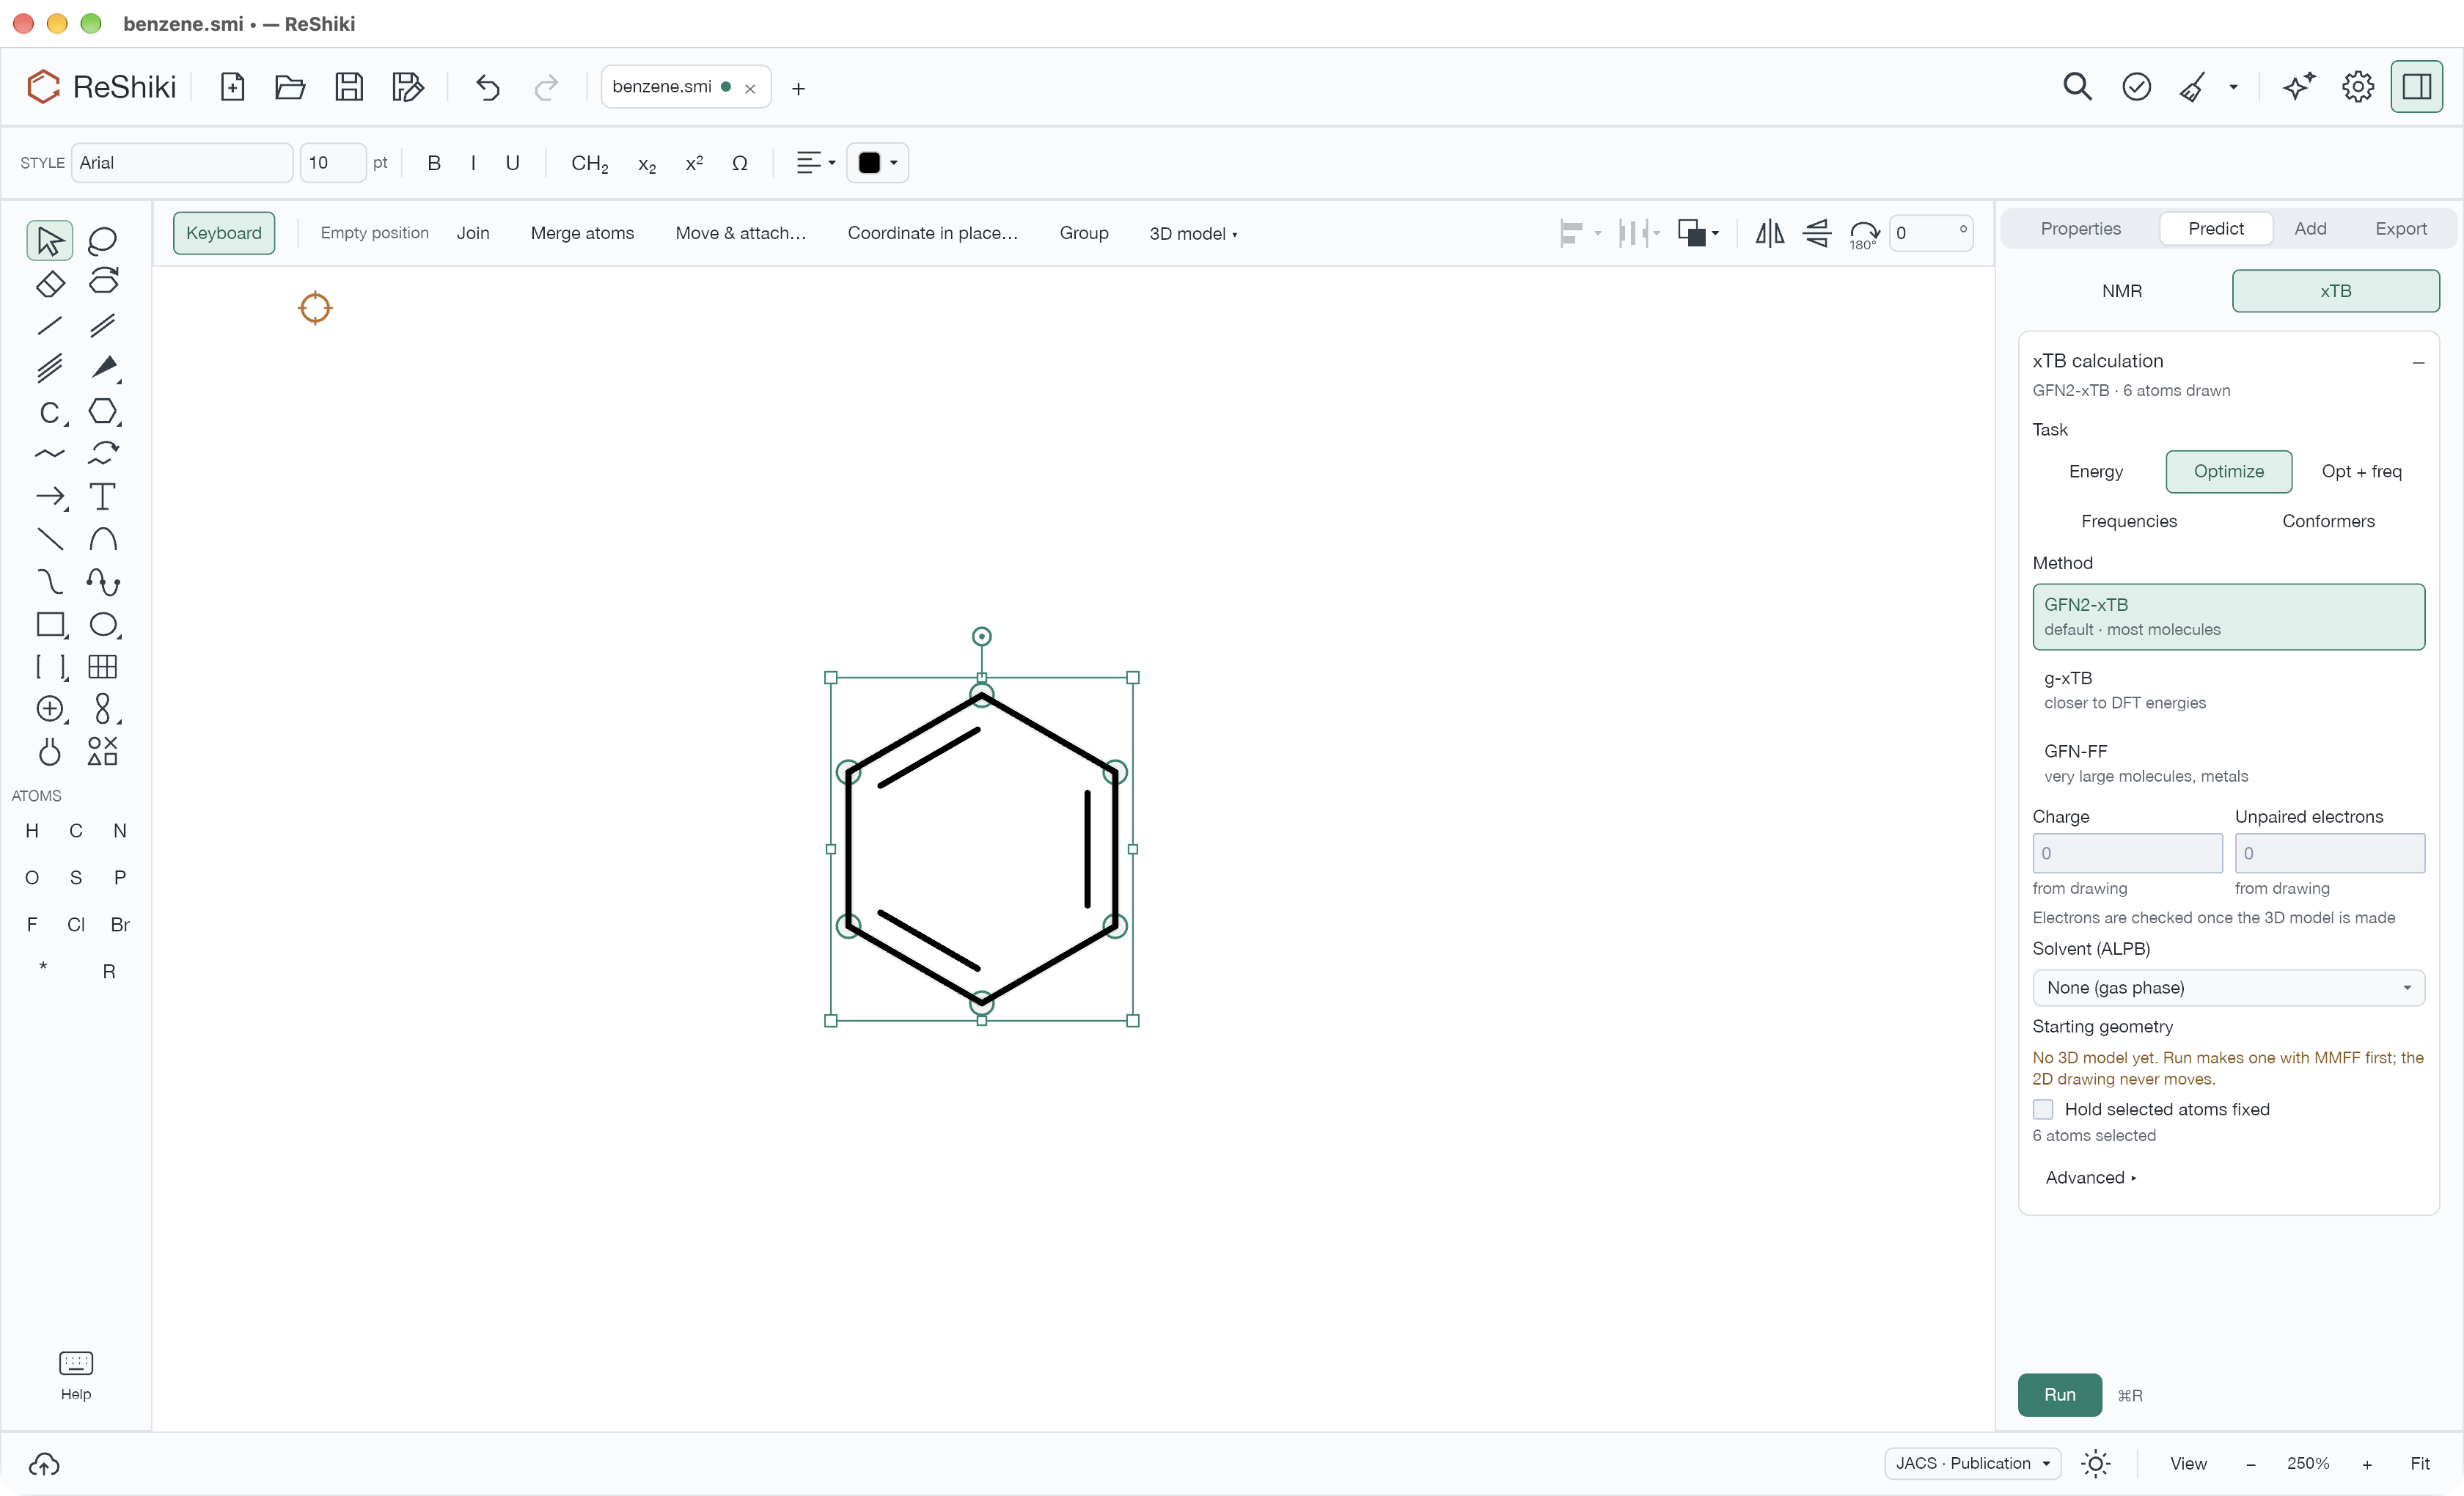 benzene.smi • — ReShiki
ReShiki
benzene.smi
STYLE Arial 10 pt B I U CH₂ x₂ x² Ω
Keyboard Empty position Join Merge atoms Move & attach... Coordinate in place... Group 3D model
180° 0 °
Properties Predict Add Export
NMR xTB
xTB calculation
GFN2-xTB · 6 atoms drawn
Task
Energy Optimize Opt + freq
Frequencies Conformers
Method
GFN2-xTB
default · most molecules
g-xTB
closer to DFT energies
GFN-FF
very large molecules, metals
Charge Unpaired electrons
0 0
from drawing from drawing
Electrons are checked once the 3D model is made
Solvent (ALPB)
None (gas phase)
Starting geometry
No 3D model yet. Run makes one with MMFF first; the
2D drawing never moves.
Hold selected atoms fixed
6 atoms selected
Advanced
Run ⌘R
C
T
ATOMS
H C N
O S P
F Cl Br
* R
Help
JACS · Publication View − 250% + Fit